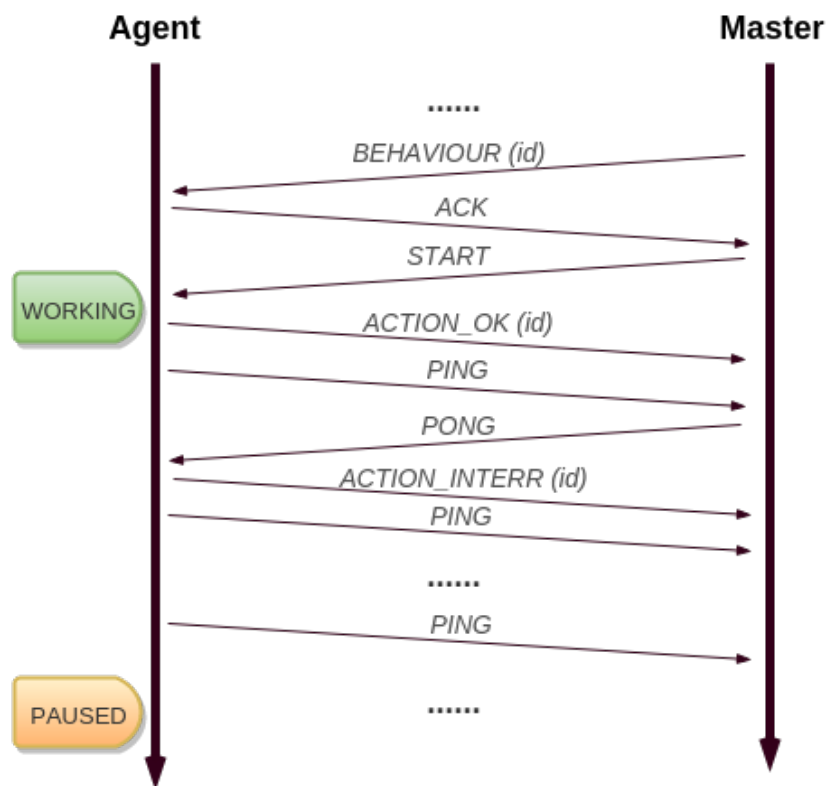 Agent
Master
......
BEHAVIOUR (id)
ACK
START
WORKING
ACTION_OK (id)
PING
PONG
ACTION_INTERR (id)
PING
......
PING
PAUSED
......